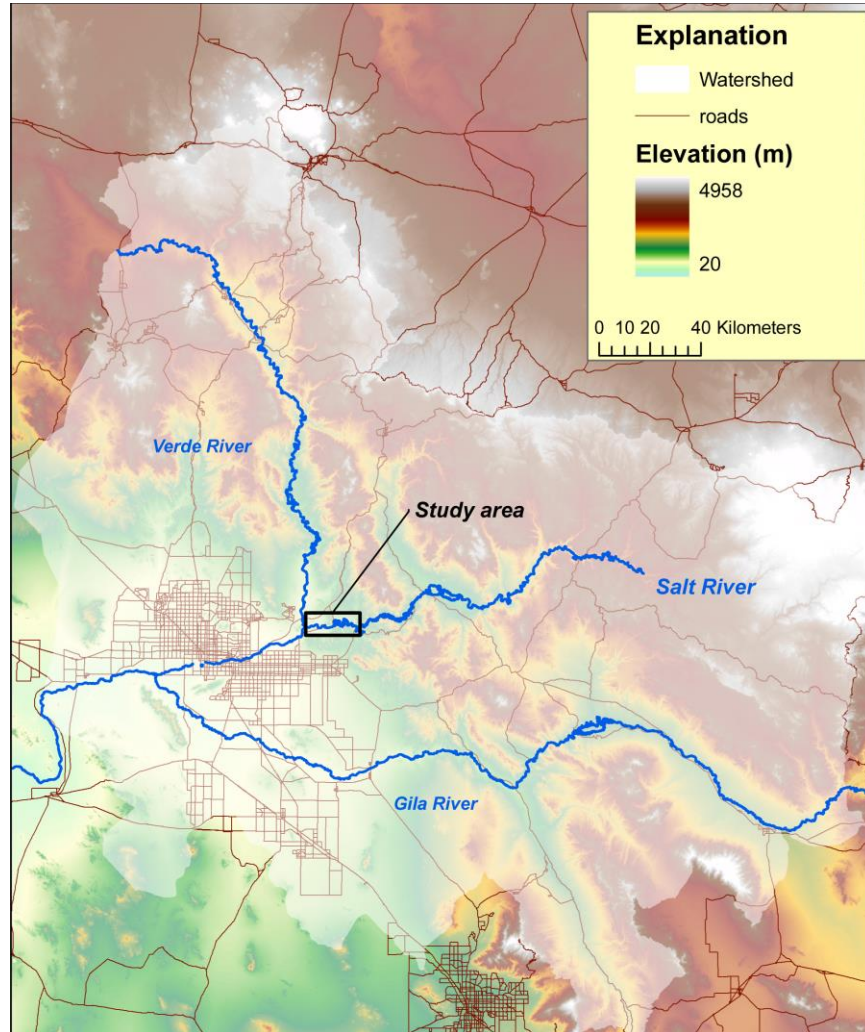 Explanation
Watershed
roads
Elevation (m)
4958
20
0 10 20 40 Kilometers
Verde River
Study area
Salt River
Gila River